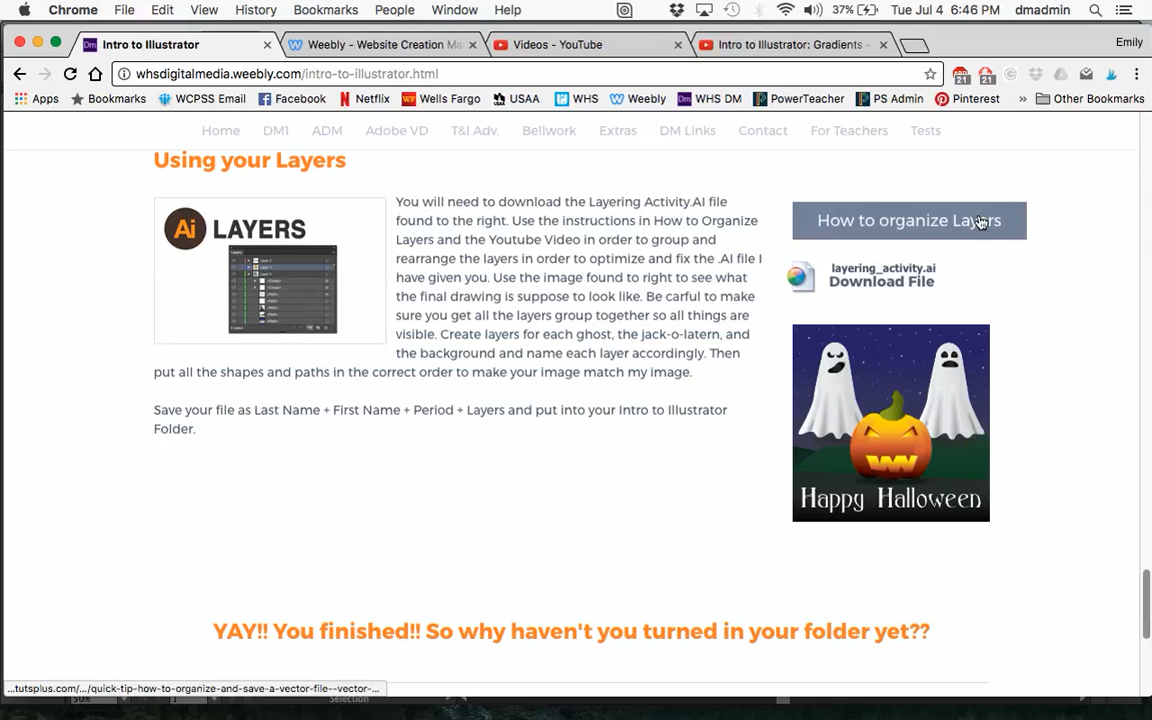 Chrome File Edit View History Bookmarks People Window Help 37% Tue Jul 4 6:46 PM dmadmin
Intro to Illustrator Weebly - Website Creation Ma Videos - YouTube Intro to Illustrator: Gradients - Emily
whsdigitalmedia.weebly.com/intro-to-illustrator.html 21 21
Apps Bookmarks WCPSS Email Facebook Netflix Wells Fargo USAA WHS Weebly WHS DM PowerTeacher PS Admin Pinterest » Other Bookmarks
Home DM1 ADM Adobe VD T&I Adv. Bellwork Extras DM Links Contact For Teachers Tests
Using your Layers
Ai LAYERS
You will need to download the Layering Activity.AI file
found to the right. Use the instructions in How to Organize
Layers and the Youtube Video in order to group and
rearrange the layers in order to optimize and fix the .AI file I
have given you. Use the image found to right to see what
the final drawing is suppose to look like. Be carful to make
sure you get all the layers group together so all things are
visible. Create layers for each ghost, the jack-o-latern, and
the background and name each layer accordingly. Then
put all the shapes and paths in the correct order to make your image match my image.
Save your file as Last Name + First Name + Period + Layers and put into your Intro to Illustrator
Folder.
How to organize Layers
layering_activity.ai
Download File
Happy Halloween
YAY!! You finished!! So why haven't you turned in your folder yet??
...tutsplus.com/.../quick-tip-how-to-organize-and-save-a-vector-file--vector-...